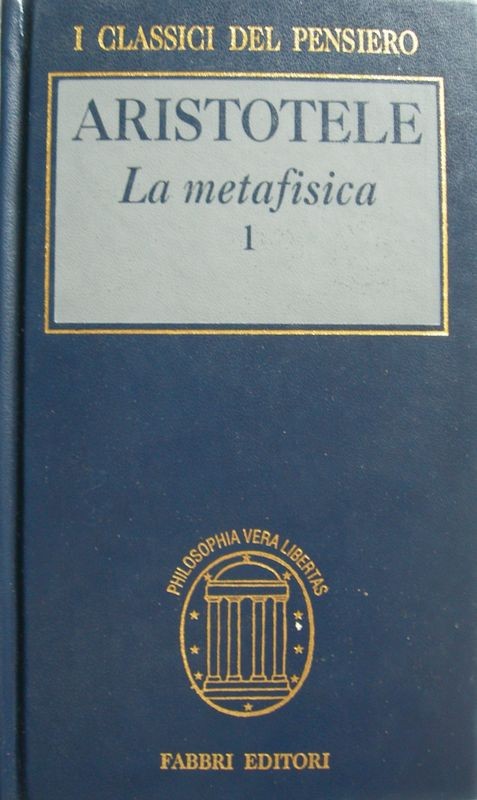 I CLASSICI DEL PENSIERO
ARISTOTELE
La metafisica
1
PHILOSOPHIA VERA LIBERTAS
FABBRI EDITORI